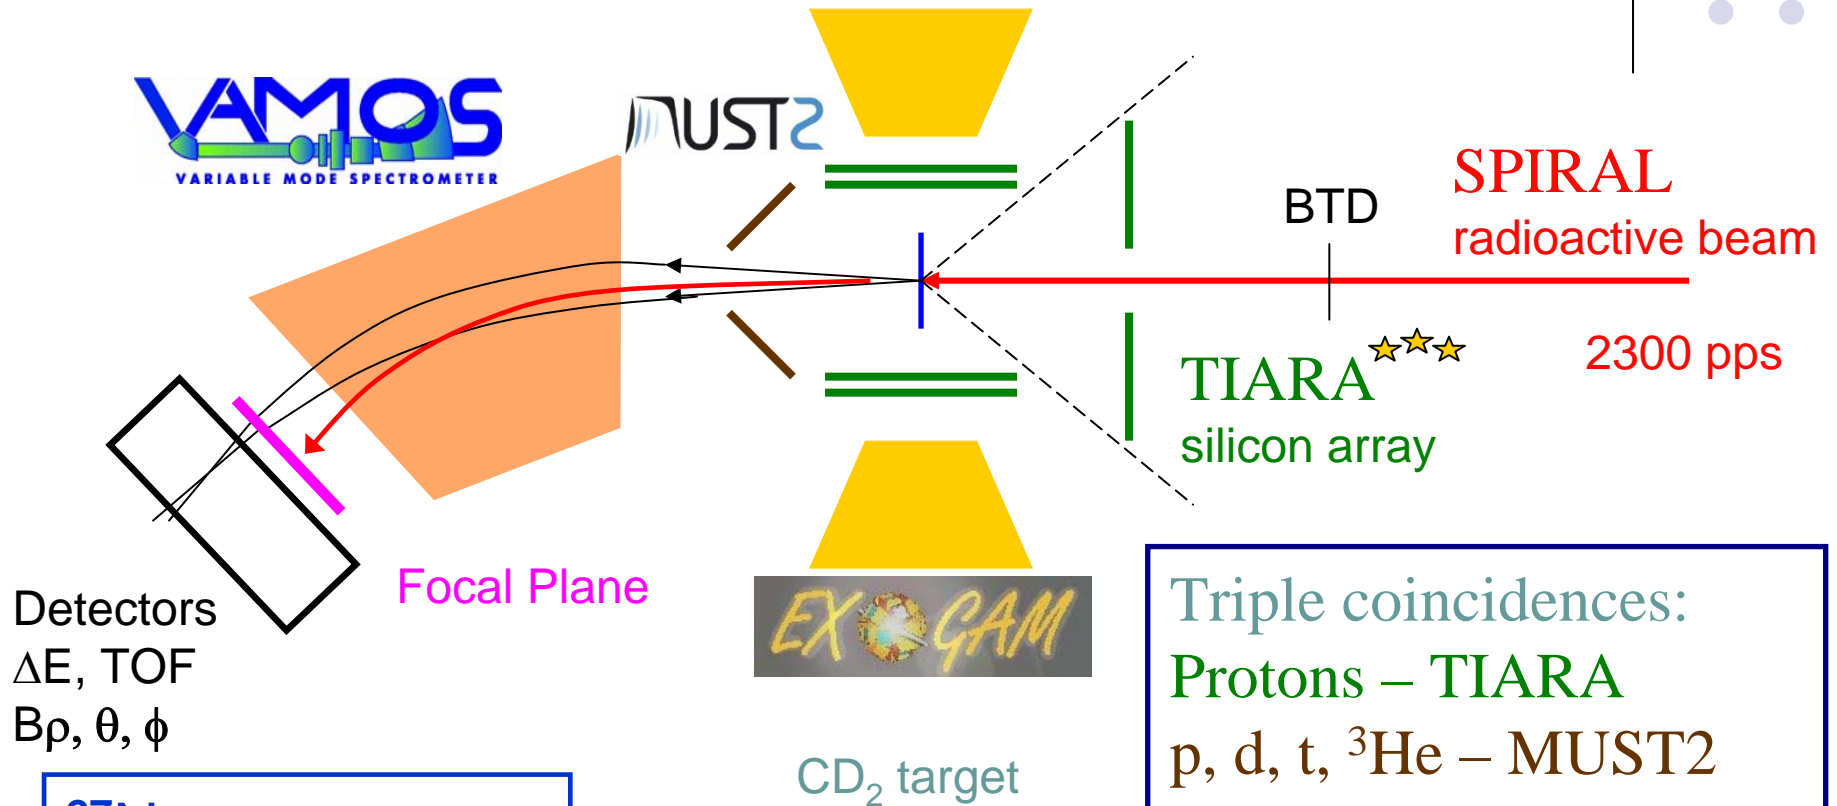 VAMOS
VARIABLE MODE SPECTROMETER
MUST2
BTD
SPIRAL
radioactive beam
2300 pps
TIARA
silicon array
Focal Plane
Detectors
ΔE, TOF
Bρ, θ, ϕ
EXOGAM
CD₂ target
Triple coincidences:
Protons – TIARA
p, d, t, ³He – MUST2